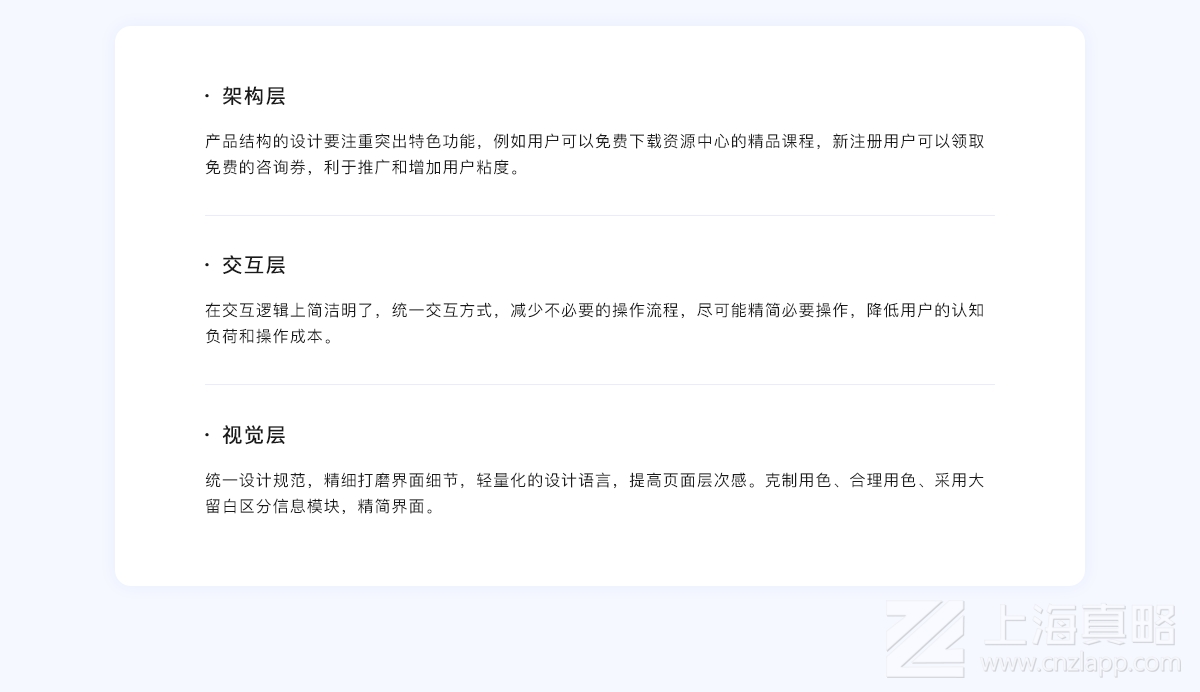 · 架构层
产品结构的设计要注重突出特色功能，例如用户可以免费下载资源中心的精品课程，新注册用户可以领取
免费的咨询券，利于推广和增加用户粘度。
· 交互层
在交互逻辑上简洁明了，统一交互方式，减少不必要的操作流程，尽可能精简必要操作，降低用户的认知
负荷和操作成本。
· 视觉层
统一设计规范，精细打磨界面细节，轻量化的设计语言，提高页面层次感。克制用色、合理用色、采用大
留白区分信息模块，精简界面。
上海真略
www.cnzlapp.com